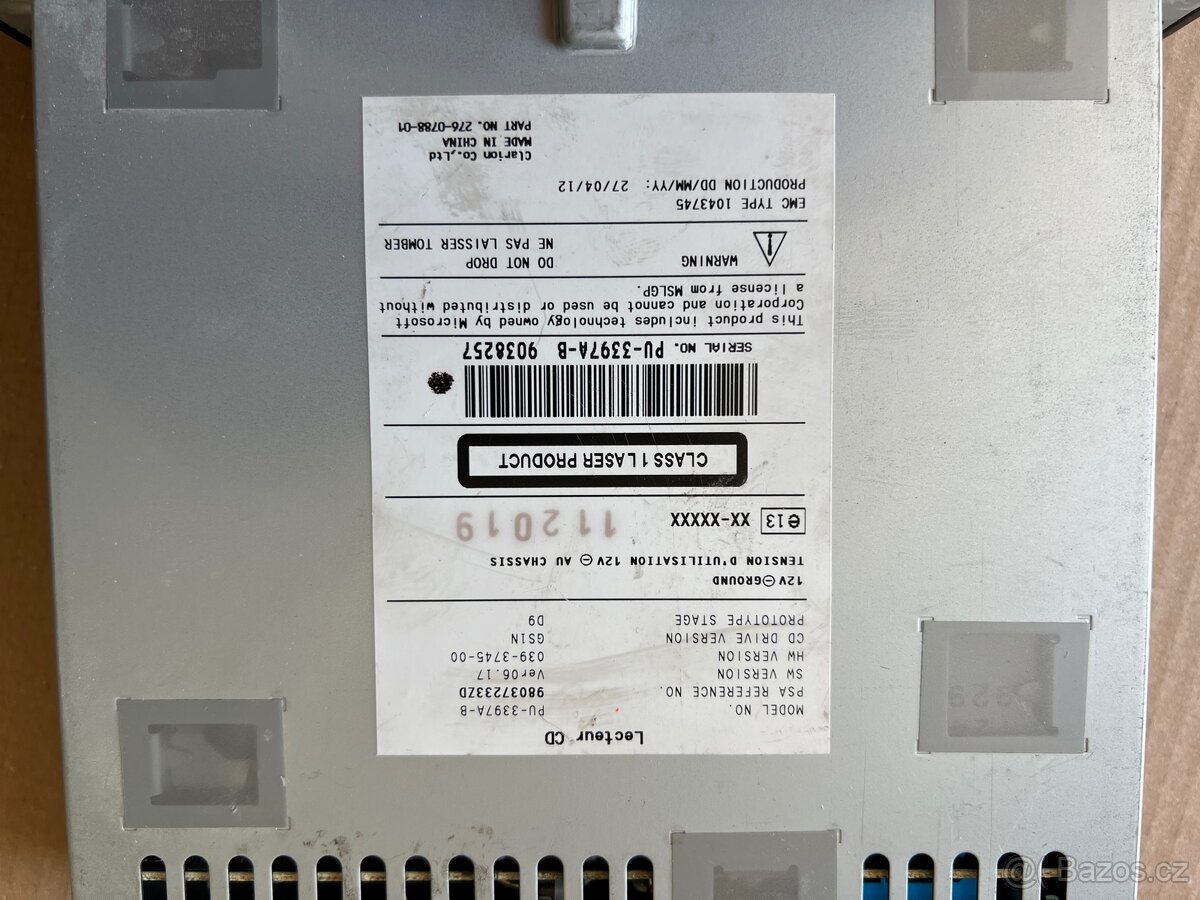 Lecteur CD
MODEL NO. PU-3397A-B
PSA REFERENCE NO. 98037233ZD
SW VERSION Ver06.17
HW VERSION 039-3745-00
CD DRIVE VERSION GS1N
PROTOTYPE STAGE D9
12V⊖GROUND
TENSION D'UTILISATION 12V ⊖ AU CHASSIS
e13 XX-XXXXX 112019
CLASS 1 LASER PRODUCT
SERIAL NO. PU-3397A-B 9038257
This product includes technology owned by Microsoft
Corporation and cannot be used or distributed without
a license from MSLGP.
WARNING DO NOT DROP
NE PAS LAISSER TOMBER
EMC TYPE 1043745
PRODUCTION DD/MM/YY: 27/04/12
Clarion Co.,Ltd
MADE IN CHINA
PART NO. 276-0788-01
© Bazos.cz